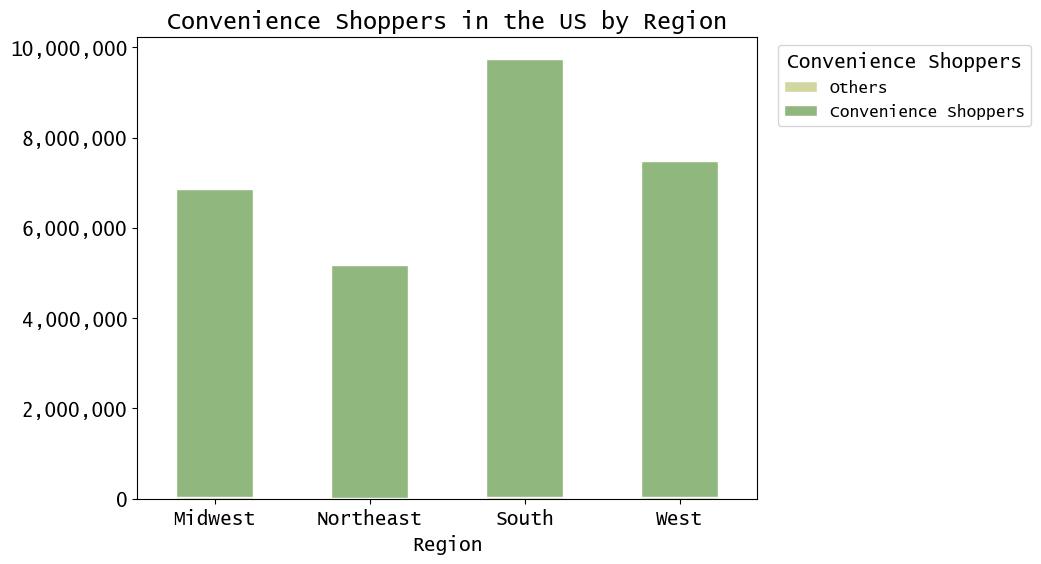 Convenience Shoppers in the US by Region
10,000,000
8,000,000
6,000,000
4,000,000
2,000,000
0
Midwest Northeast South West
Region
Convenience Shoppers
Others
Convenience Shoppers